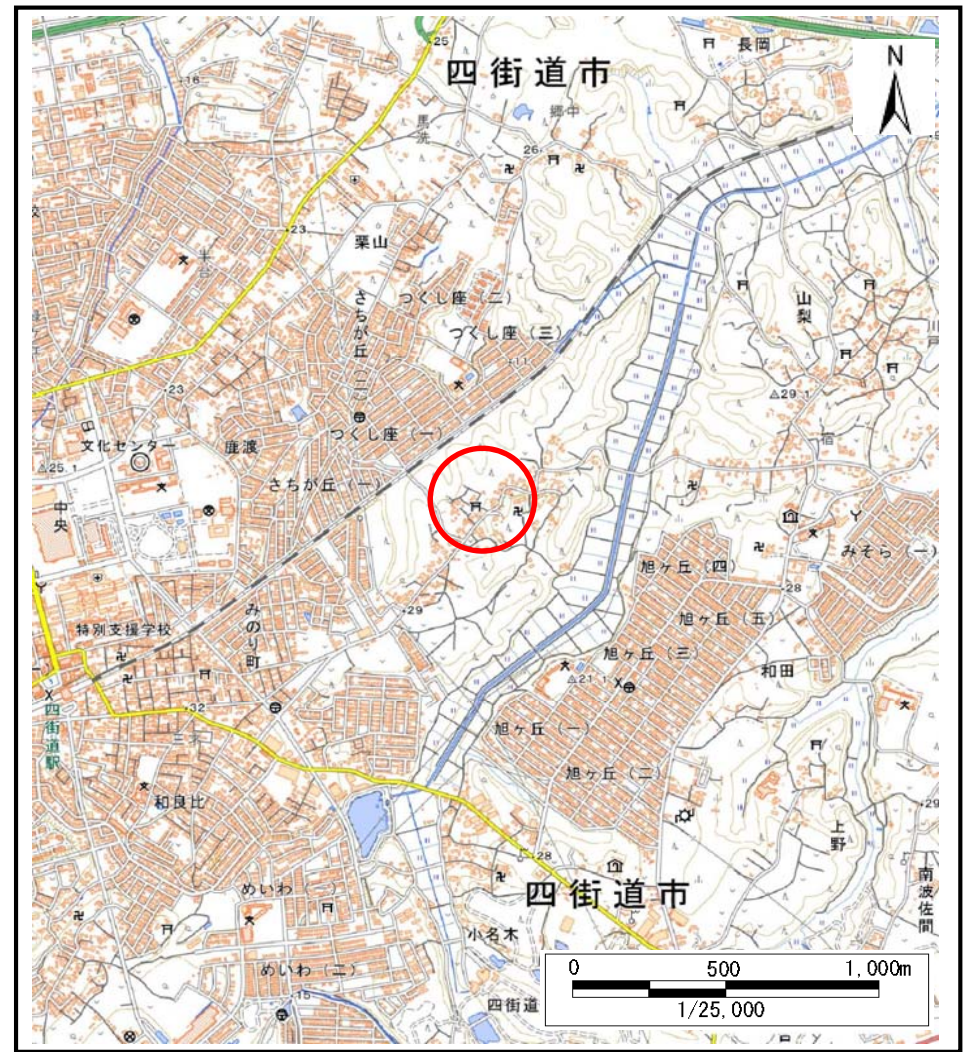 25
四街道市
長岡
N
16
郷中
馬洗
26
23
栗山
半台
つくし座(二)
山梨
さちが丘(二)
つくし座(三)
11
川戸
23
29.1
つくし座(一)
宿
文化センター
鹿渡
25.1
さちが丘(一)
中央
みそら(一)
旭ヶ丘(四)
28
29
旭ヶ丘(五)
みのり町
特別支援学校
旭ヶ丘(三)
和田
21.1
32
四街道駅
旭ヶ丘(一)
旭ヶ丘(二)
和良比
29
上野
28
四街道市
南波佐間
めいわ(一)
小名木
めいわ(二)
15
四街道
0 500 1,000m
1/25,000